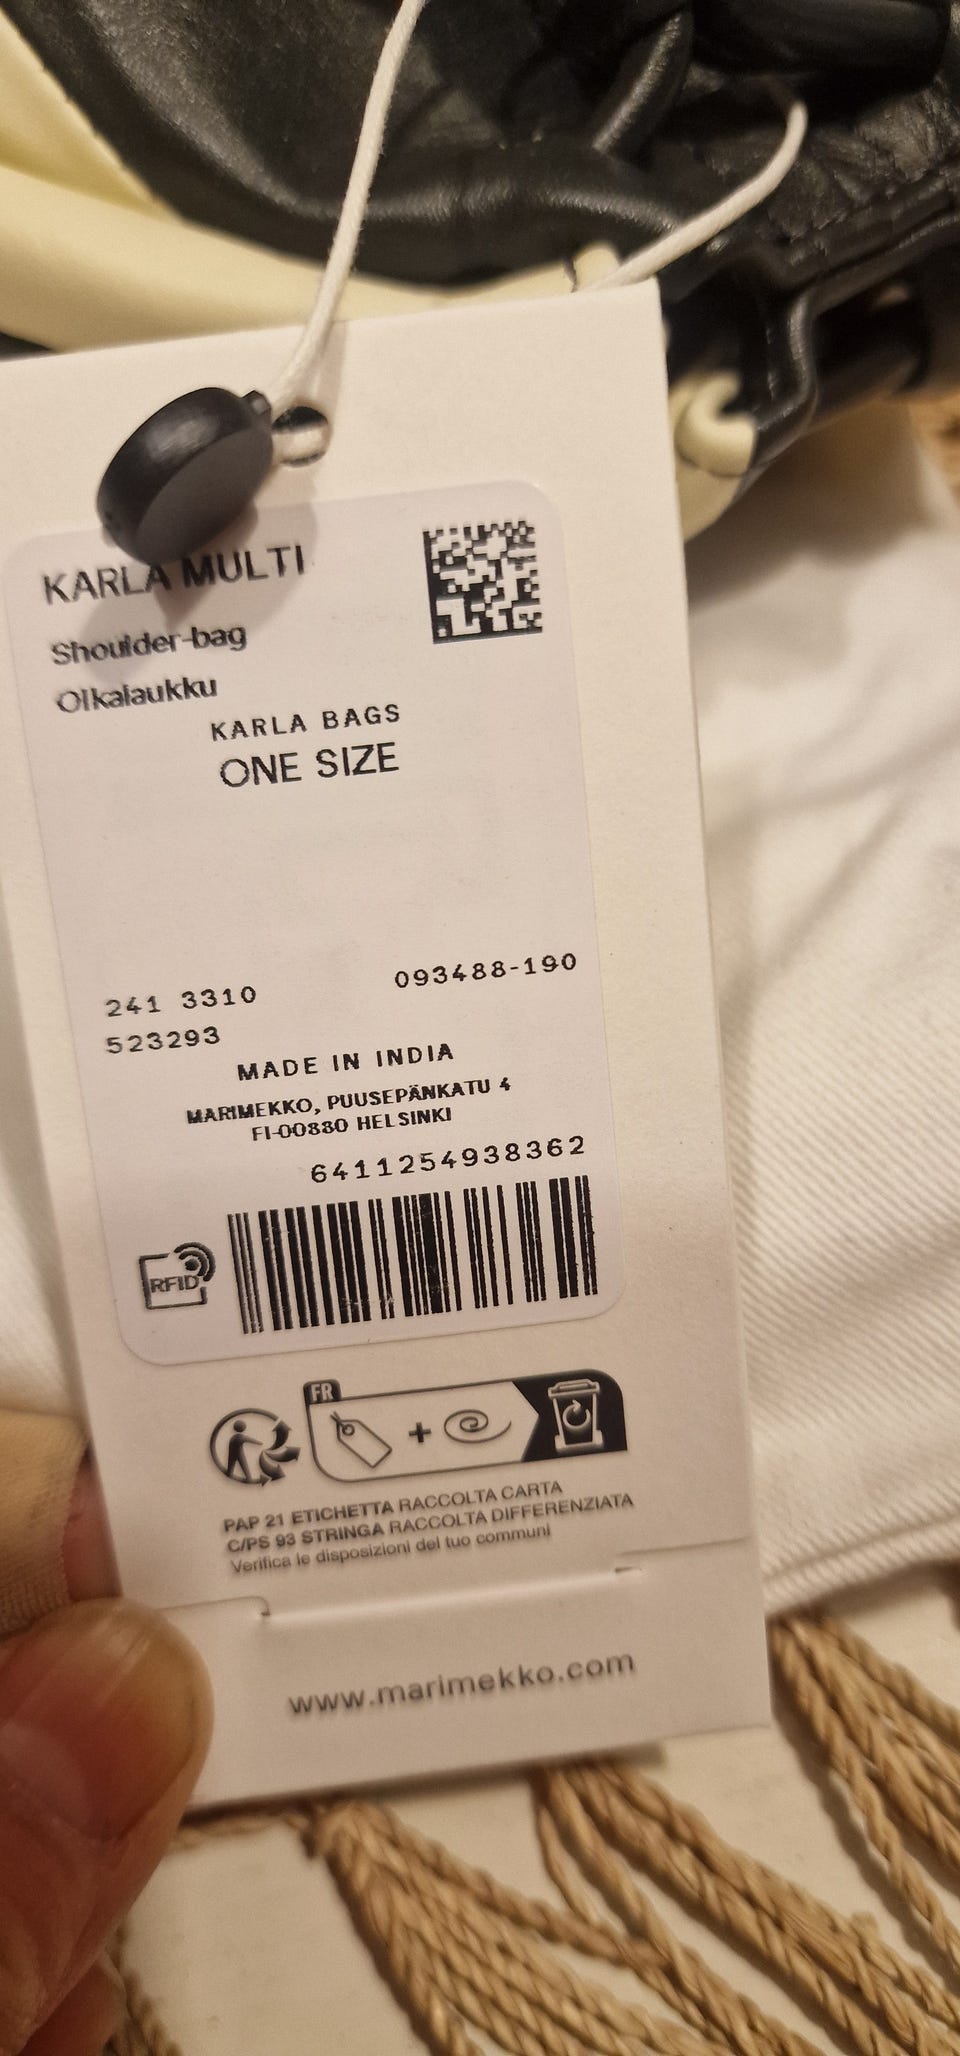 KARLA MULTI
Shoulder-bag
Olkalaukku
KARLA BAGS
ONE SIZE
241 3310 093488-190
523293
MADE IN INDIA
MARIMEKKO, PUUSEPÄNKATU 4
FI-00880 HELSINKI
6411254938362
RFID
FR
PAP 21 ETICHETTA RACCOLTA CARTA
C/PS 93 STRINGA RACCOLTA DIFFERENZIATA
Verifica le disposizioni del tuo communi
www.marimekko.com